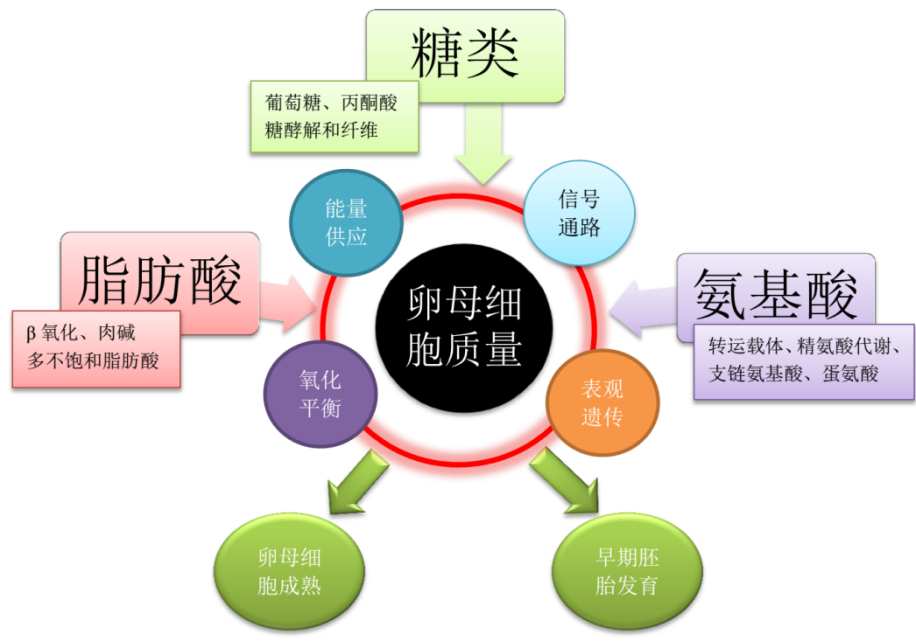 糖类
葡萄糖、丙酮酸
糖酵解和纤维
能量
供应
信号
通路
脂肪酸
β氧化、肉碱
多不饱和脂肪酸
卵母细
胞质量
氨基酸
转运载体、精氨酸代谢、
支链氨基酸、蛋氨酸
氧化
平衡
表观
遗传
卵母细
胞成熟
早期胚
胎发育